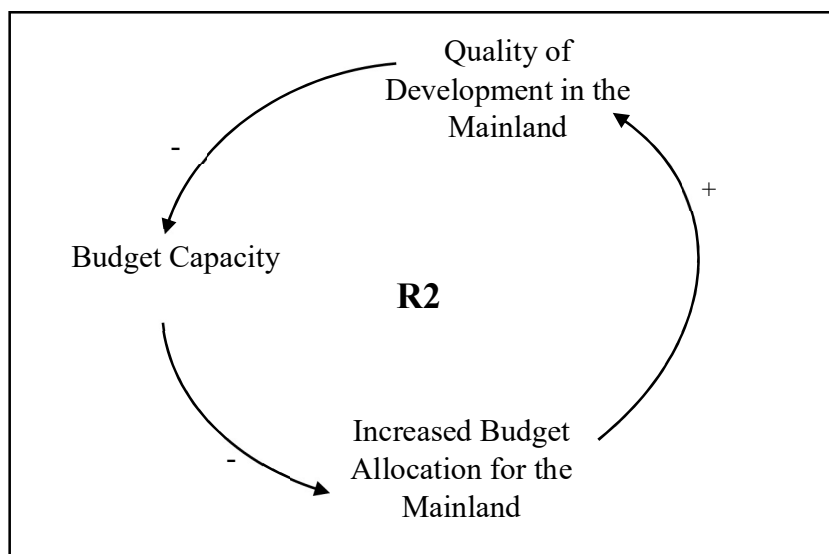 Quality of
Development in the
Mainland
-
+
Budget Capacity
R2
Increased Budget
Allocation for the
Mainland
-